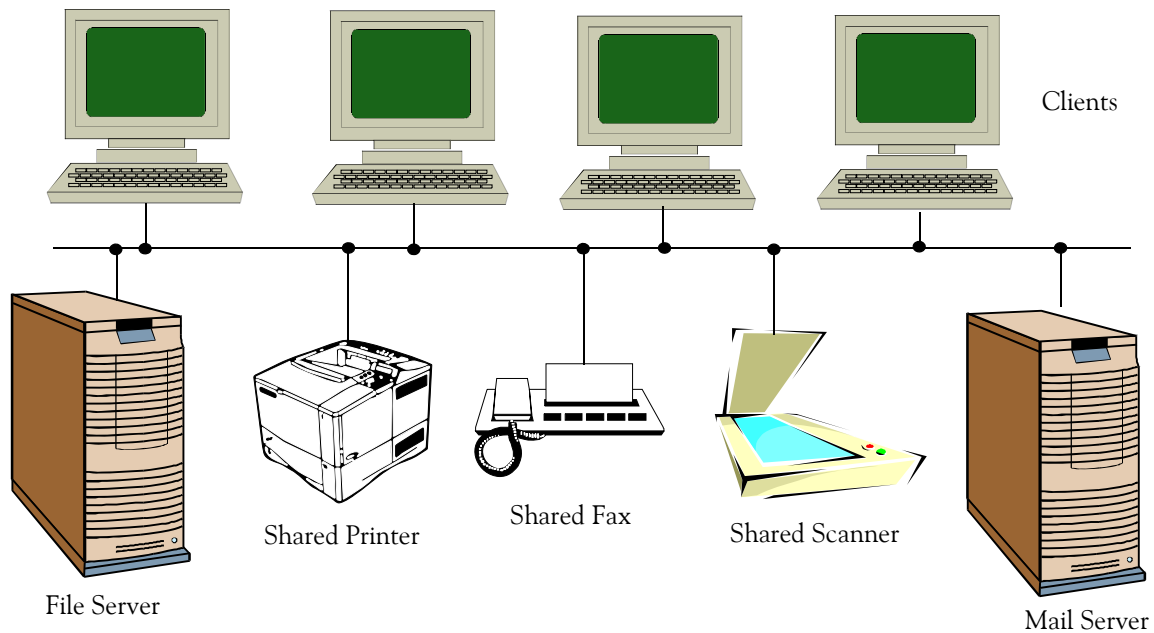 Clients
Shared Printer
Shared Fax
Shared Scanner
File Server
Mail Server